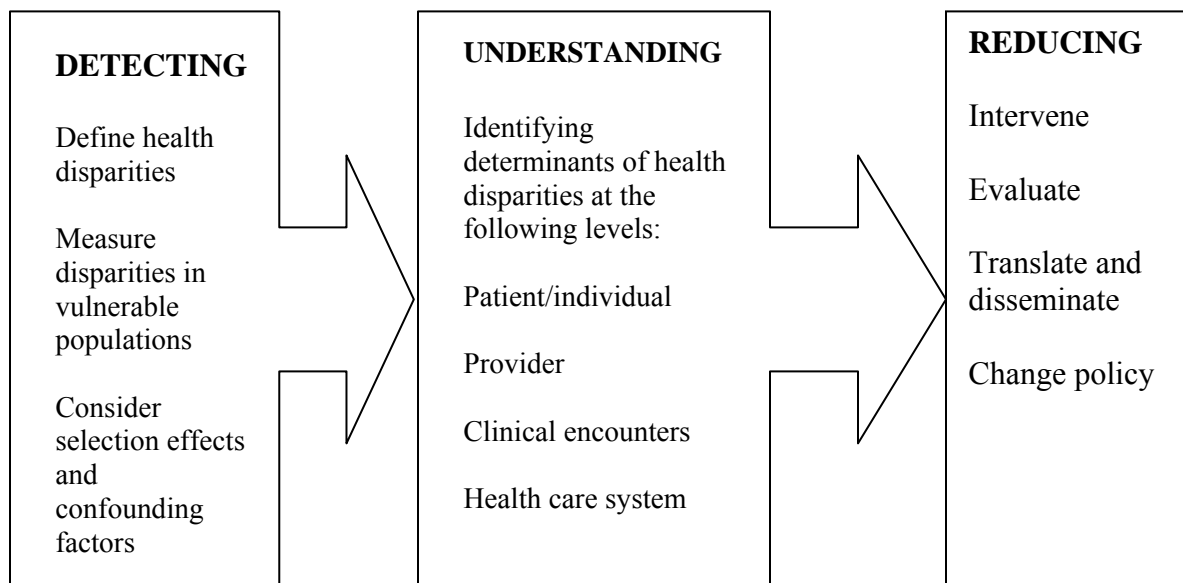 DETECTING
Define health
disparities
Measure
disparities in
vulnerable
populations
Consider
selection effects
and
confounding
factors
UNDERSTANDING
Identifying
determinants of health
disparities at the
following levels:
Patient/individual
Provider
Clinical encounters
Health care system
REDUCING
Intervene
Evaluate
Translate and
disseminate
Change policy